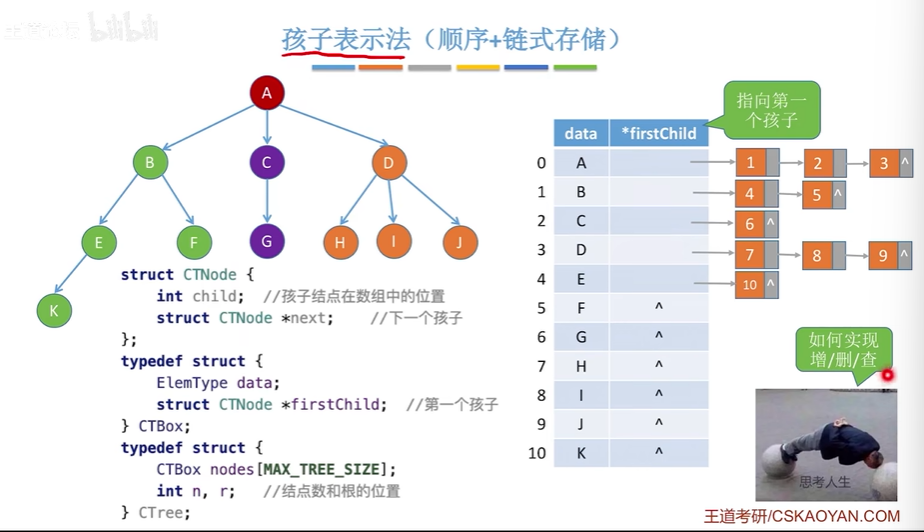 王道考研 bilibili
孩子表示法（顺序+链式存储）
A
B
C
D
E
F
G
H
I
J
K
struct CTNode {
int child; //孩子结点在数组中的位置
struct CTNode *next; //下一个孩子
};
typedef struct {
ElemType data;
struct CTNode *firstChild; //第一个孩子
} CTBox;
typedef struct {
CTBox nodes[MAX_TREE_SIZE];
int n, r; //结点数和根的位置
} CTree;
指向第一
个孩子
data *firstChild
0 A 1 2 3 ^
1 B 4 5 ^
2 C 6 ^
3 D 7 8 9 ^
4 E 10 ^
5 F ^
6 G ^
7 H ^
8 I ^
9 J ^
10 K ^
如何实现
增/删/查
思考人生
王道考研/CSKAOYAN.COM